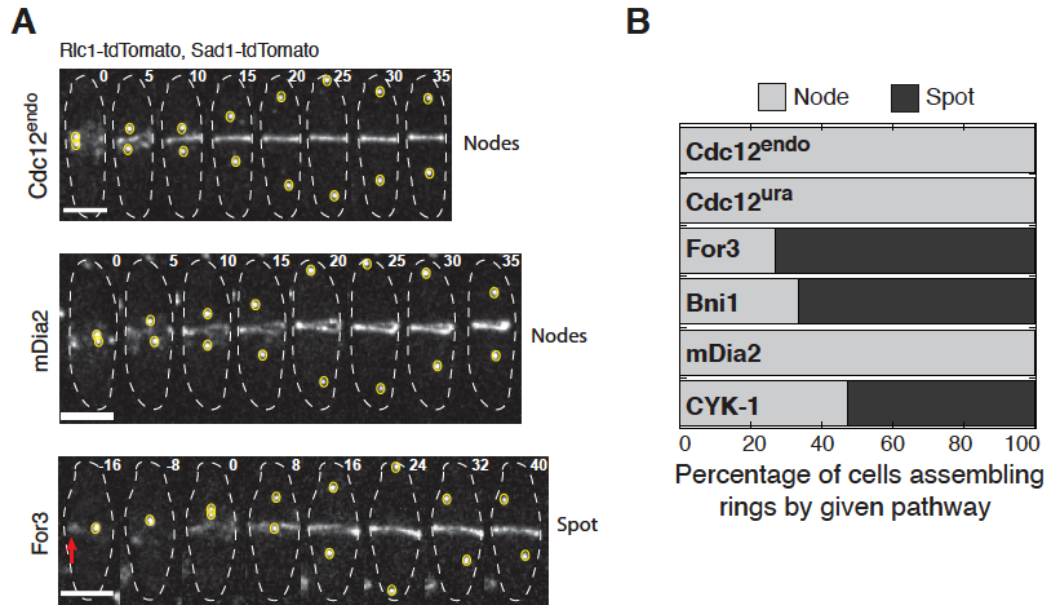 A
Rlc1-tdTomato, Sad1-tdTomato
Cdc12endo
0 5 10 15 20 25 30 35
Nodes
mDia2
0 5 10 15 20 25 30 35
Nodes
For3
-16 -8 0 8 16 24 32 40
Spot
B
Node Spot
Cdc12endo
Cdc12ura
For3
Bni1
mDia2
CYK-1
0 20 40 60 80 100
Percentage of cells assembling
rings by given pathway